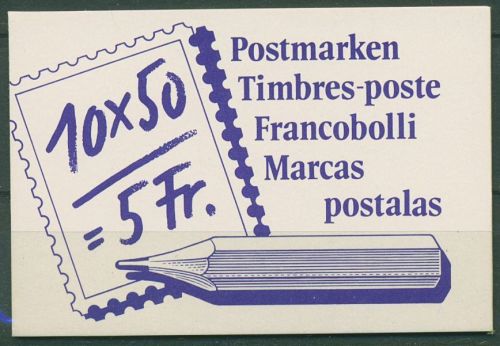 10x50
= 5 Fr.
Postmarken
Timbres-poste
Francobolli
Marcas
postalas